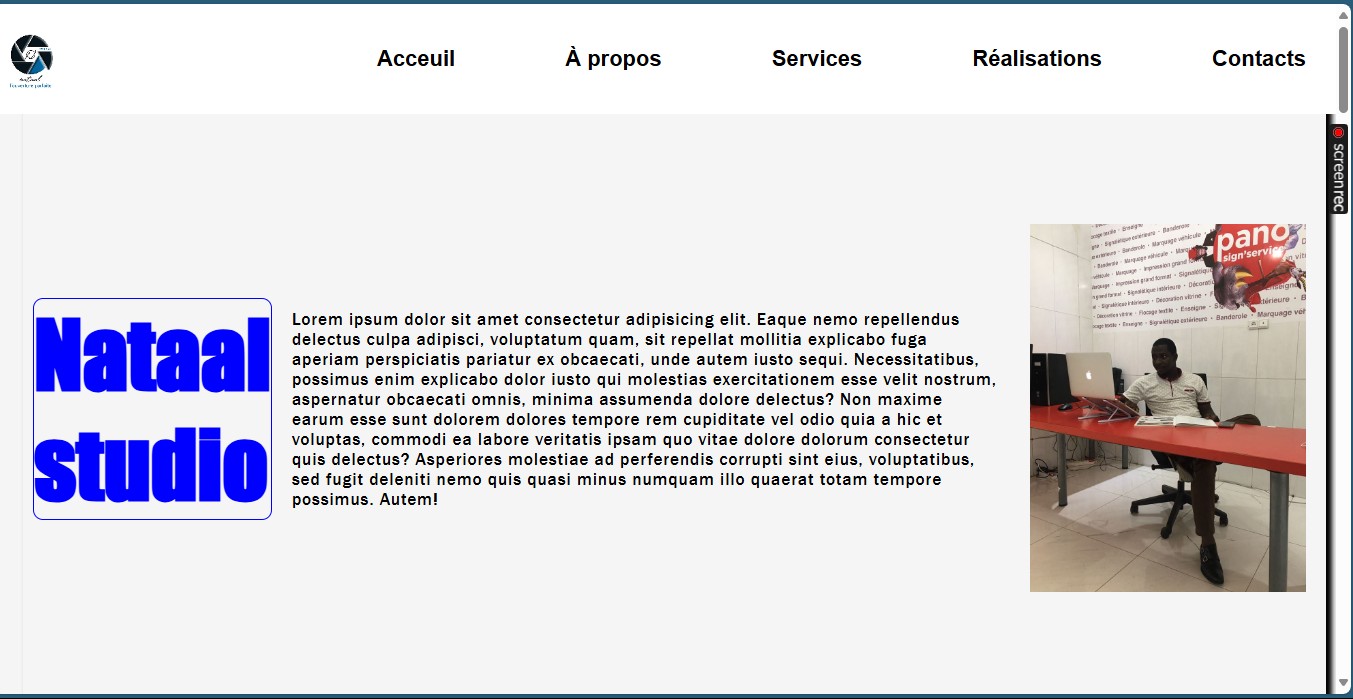 nataal
l'ouverture parfaite
Acceuil
À propos
Services
Réalisations
Contacts
screenrec
Nataal
studio
Lorem ipsum dolor sit amet consectetur adipisicing elit. Eaque nemo repellendus
delectus culpa adipisci, voluptatum quam, sit repellat mollitia explicabo fuga
aperiam perspiciatis pariatur ex obcaecati, unde autem iusto sequi. Necessitatibus,
possimus enim explicabo dolor iusto qui molestias exercitationem esse velit nostrum,
aspernatur obcaecati omnis, minima assumenda dolore delectus? Non maxime
earum esse sunt dolorem dolores tempore rem cupiditate vel odio quia a hic et
voluptas, commodi ea labore veritatis ipsam quo vitae dolore dolorum consectetur
quis delectus? Asperiores molestiae ad perferendis corrupti sint eius, voluptatibus,
sed fugit deleniti nemo quis quasi minus numquam illo quaerat totam tempore
possimus. Autem!
pano
sign'service